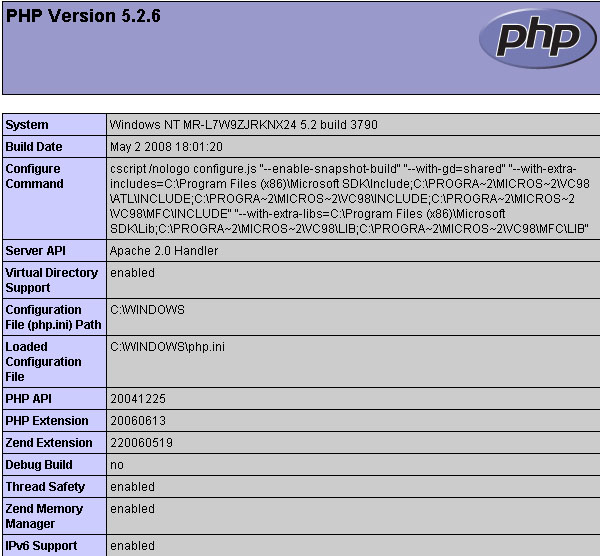 PHP Version 5.2.6
php
System Windows NT MR-L7W9ZJRKNX24 5.2 build 3790
Build Date May 2 2008 18:01:20
Configure
Command
cscript /nologo configure.js "--enable-snapshot-build" "--with-gd=shared" "--with-extra-
includes=C:\Program Files (x86)\Microsoft SDK\Include;C:\PROGRA~2\MICROS~2\VC98
\ATL\INCLUDE;C:\PROGRA~2\MICROS~2\VC98\INCLUDE;C:\PROGRA~2\MICROS~2
\VC98\MFC\INCLUDE" "--with-extra-libs=C:\Program Files (x86)\Microsoft
SDK\Lib;C:\PROGRA~2\MICROS~2\VC98\LIB;C:\PROGRA~2\MICROS~2\VC98\MFC\LIB"
Server API Apache 2.0 Handler
Virtual Directory
Support
enabled
Configuration
File (php.ini) Path
C:\WINDOWS
Loaded
Configuration
File
C:\WINDOWS\php.ini
PHP API 20041225
PHP Extension 20060613
Zend Extension 220060519
Debug Build no
Thread Safety enabled
Zend Memory
Manager
enabled
IPv6 Support enabled